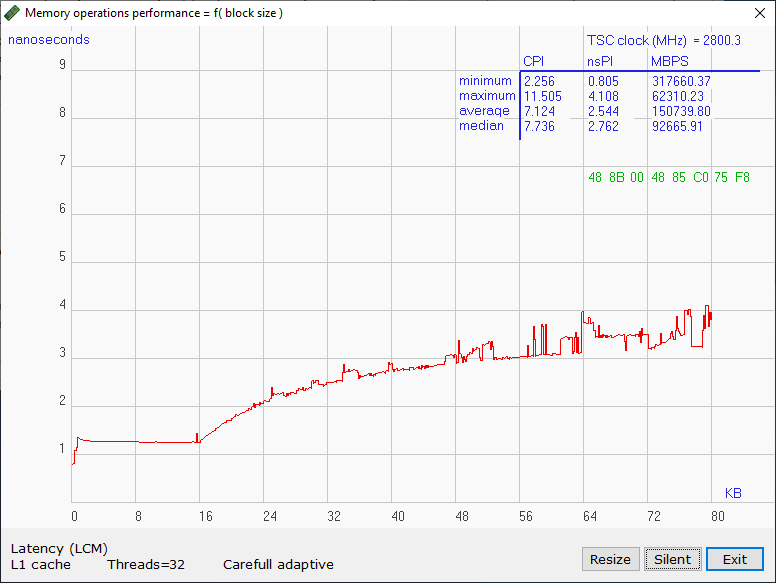 Memory operations performance = f( block size )
nanoseconds
TSC clock (MHz) = 2800.3
CPI nsPI MBPS
minimum 2.256 0.805 317660.37
maximum 11.505 4.108 62310.23
average 7.124 2.544 150739.80
median 7.736 2.762 92665.91
48 8B 00 48 85 C0 75 F8
9
8
7
6
5
4
3
2
1
KB
0 8 16 24 32 40 48 56 64 72 80
Latency (LCM)
L1 cache Threads=32 Carefull adaptive
Resize Silent Exit